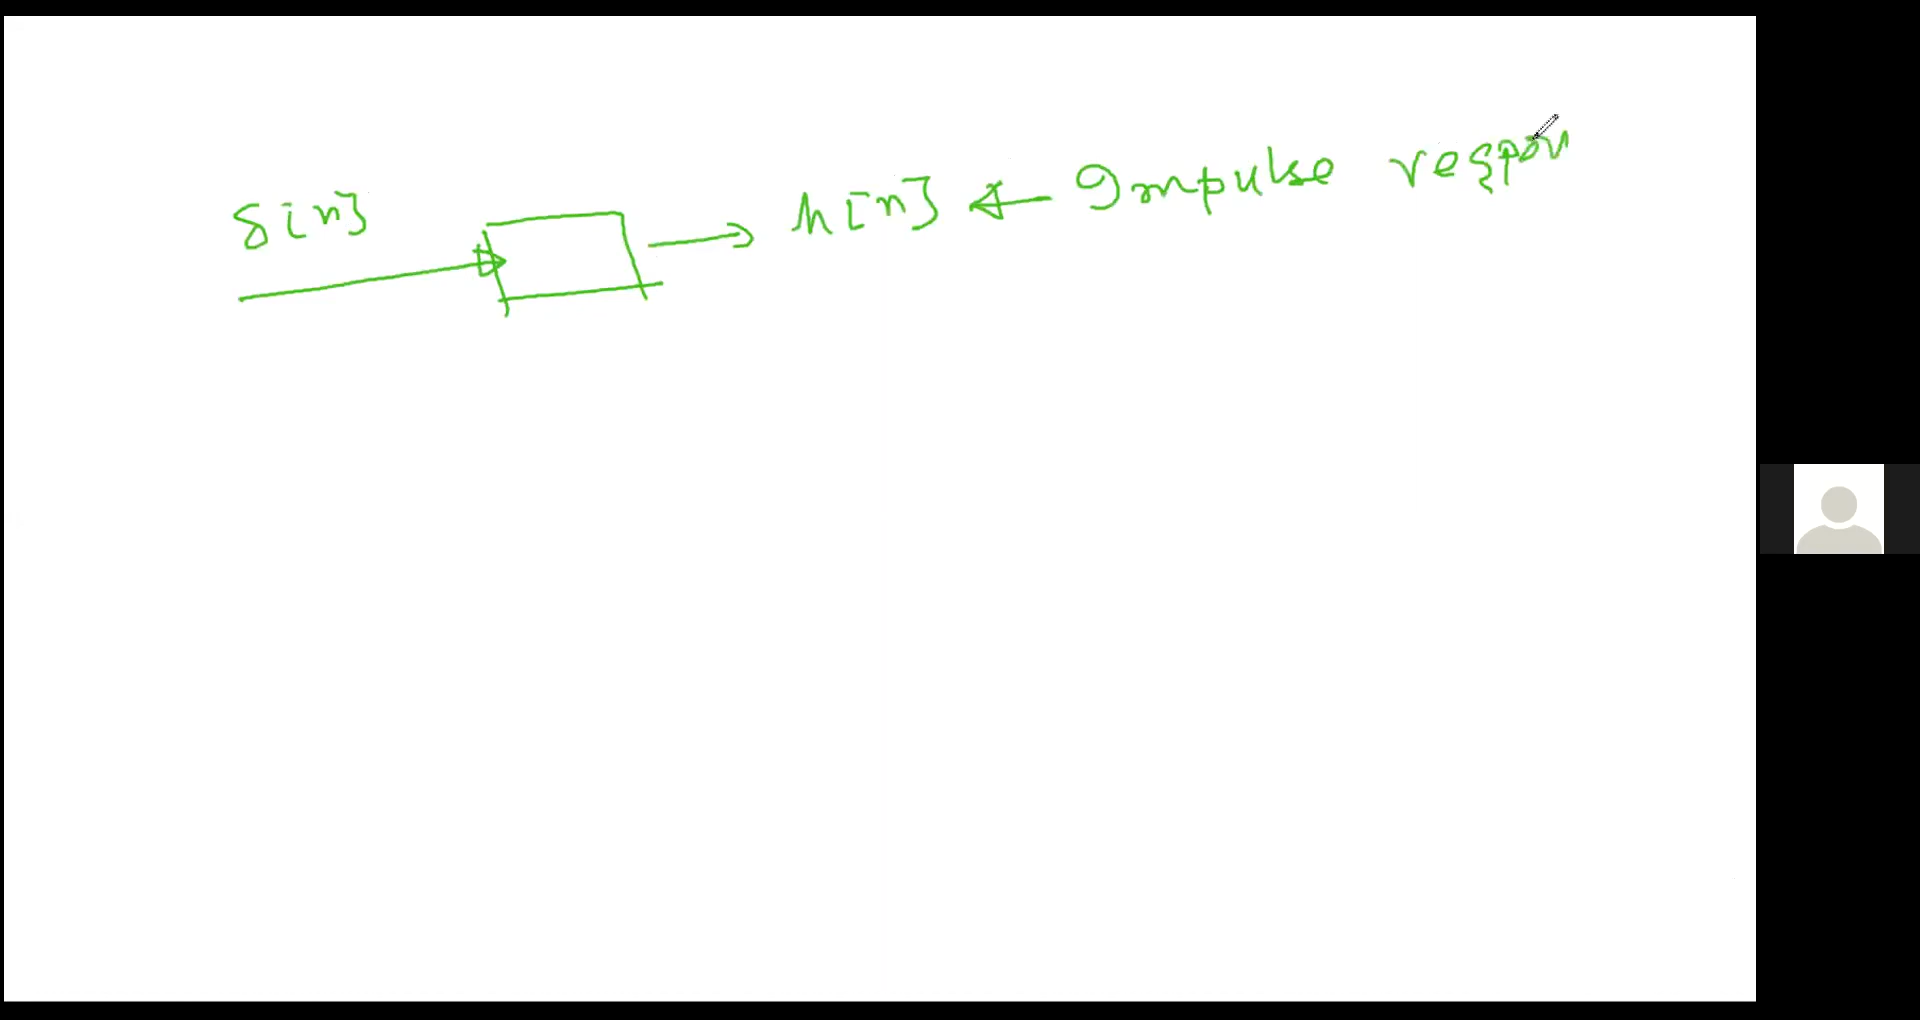 δ[n] → h[n] ← Impulse respon